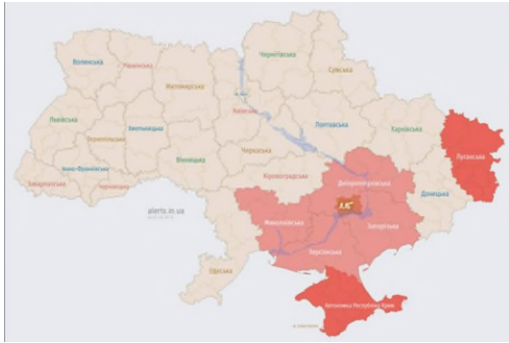 Чернігівська
Волинська
Рівненська
Сумська
Житомирська
Київська
Львівська
Полтавська
Харківська
Хмельницька
Тернопільська
Черкаська
Луганська
Вінницька
Івано-Франківська
Кіровоградська
Дніпропетровська
Закарпатська
Чернівецька
Донецька
alerts.in.ua
Миколаївська
Запорізька
Херсонська
Одеська
Автономна Республіка Крим